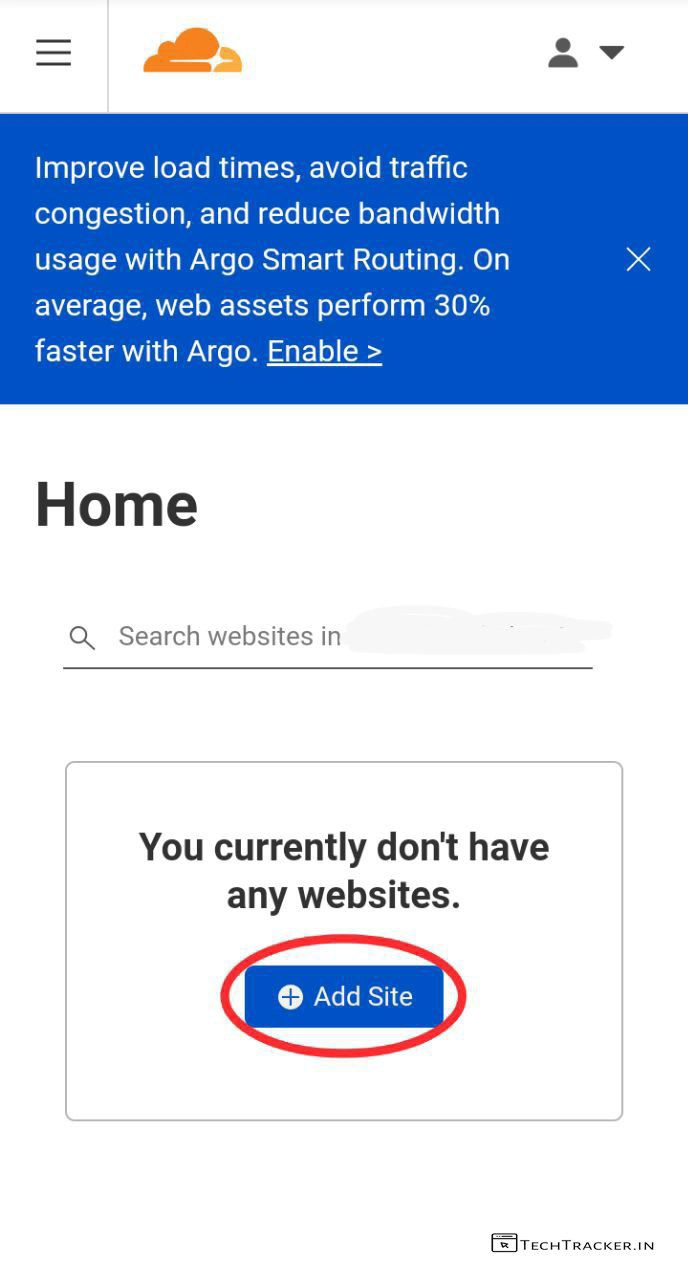 Improve load times, avoid traffic
congestion, and reduce bandwidth
usage with Argo Smart Routing. On
average, web assets perform 30%
faster with Argo. Enable >
Home
Search websites in
You currently don't have
any websites.
Add Site
TECHTRACKER.IN